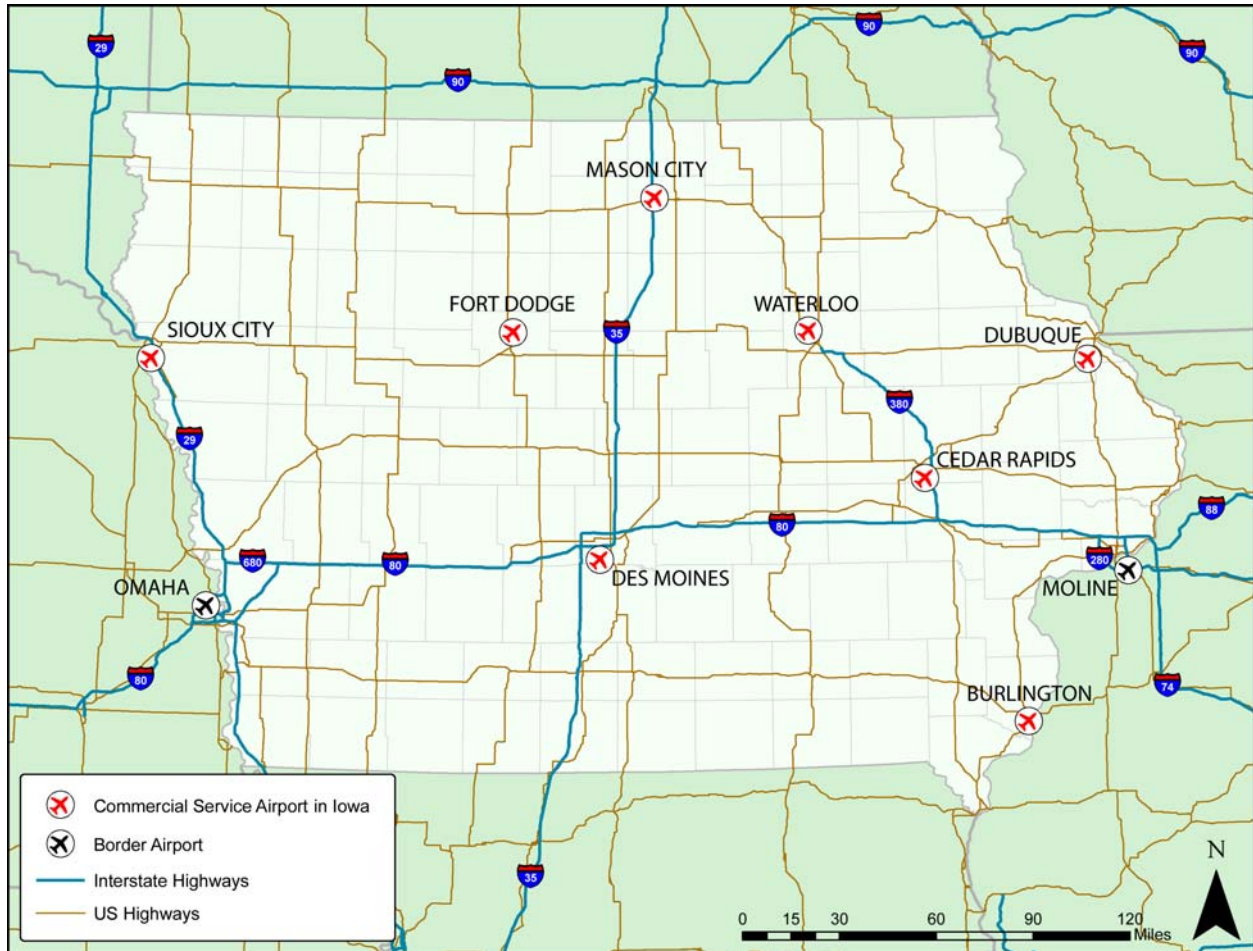 29
90
90
90
MASON CITY
FORT DODGE
WATERLOO
SIOUX CITY
35
DUBUQUE
380
29
CEDAR RAPIDS
88
80
680
80
DES MOINES
280
OMAHA
MOLINE
80
74
BURLINGTON
Commercial Service Airport in Iowa
Border Airport
Interstate Highways
US Highways
35
N
0 15 30 60 90 120
Miles